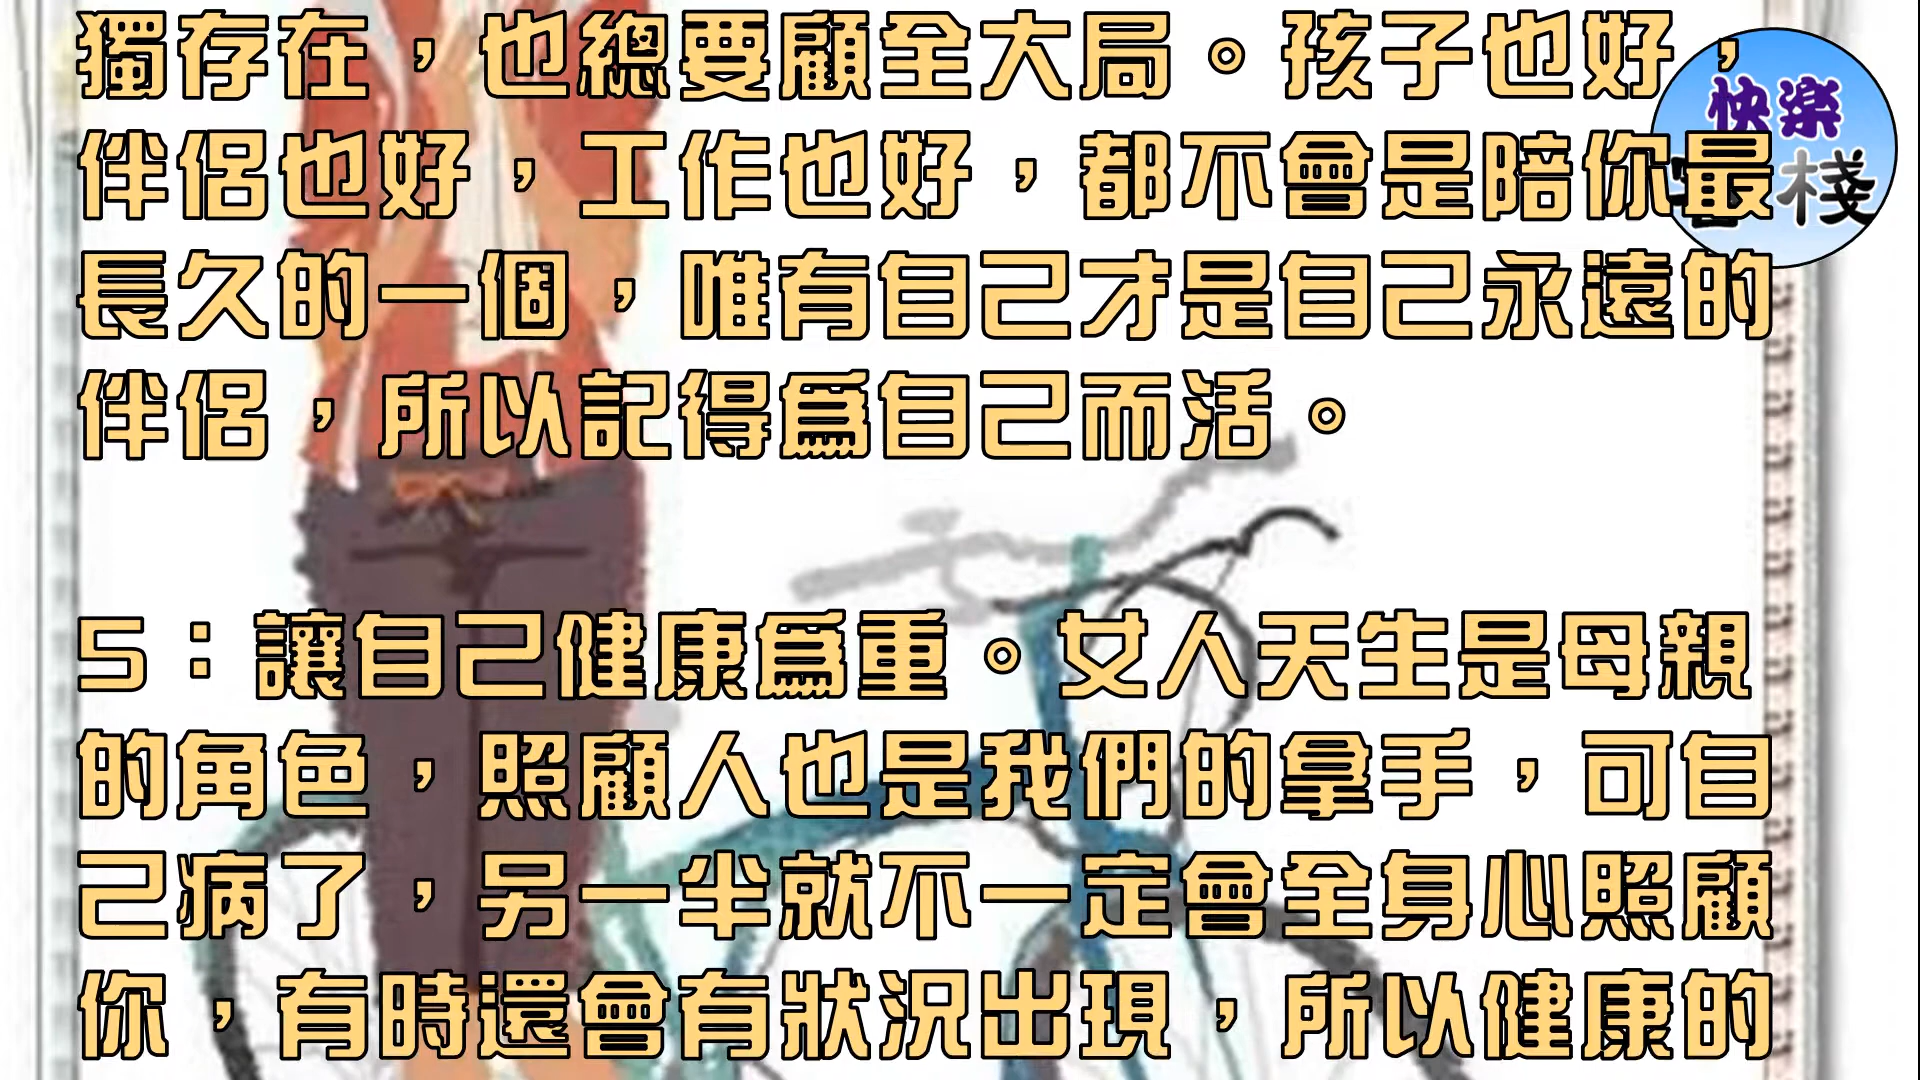 獨存在，也總要顧全大局。孩子也好，
伴侶也好，工作也好，都不會是陪你最
長久的一個，唯有自己才是自己永遠的
伴侶，所以記得為自己而活。
5：讓自己健康為重。女人天生是母親
的角色，照顧人也是我們的拿手，可自
己病了，另一半就不一定會全身心照顧
你，有時還會有狀況出現，所以健康的
快樂
棧